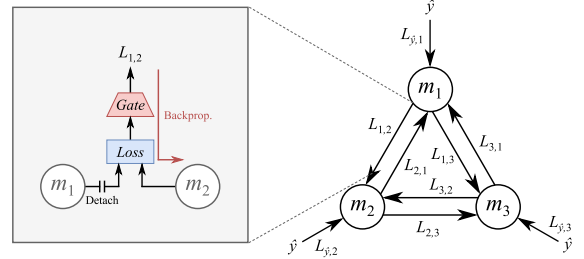 L_{1,2}
Gate
Backprop.
Loss
m_1
m_2
Detach
ŷ
L_{ŷ,1}
m_1
L_{1,2}
L_{2,1}
L_{1,3}
L_{3,1}
L_{3,2}
m_2
m_3
L_{2,3}
ŷ
L_{ŷ,2}
L_{ŷ,3}
ŷ